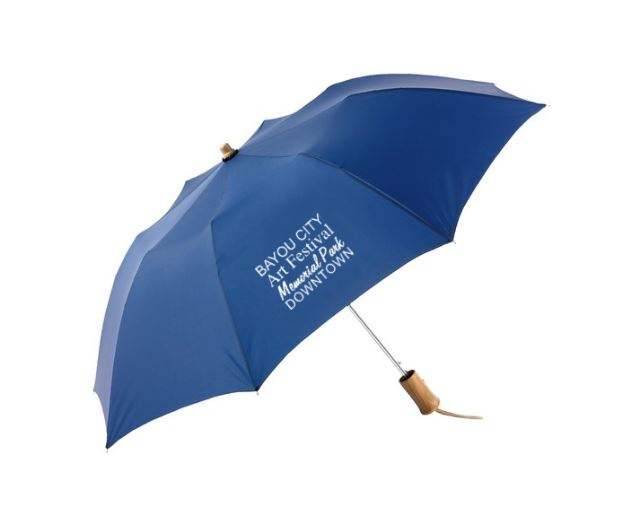 BAYOU CITY
Art Festival
Memorial Park
DOWNTOWN